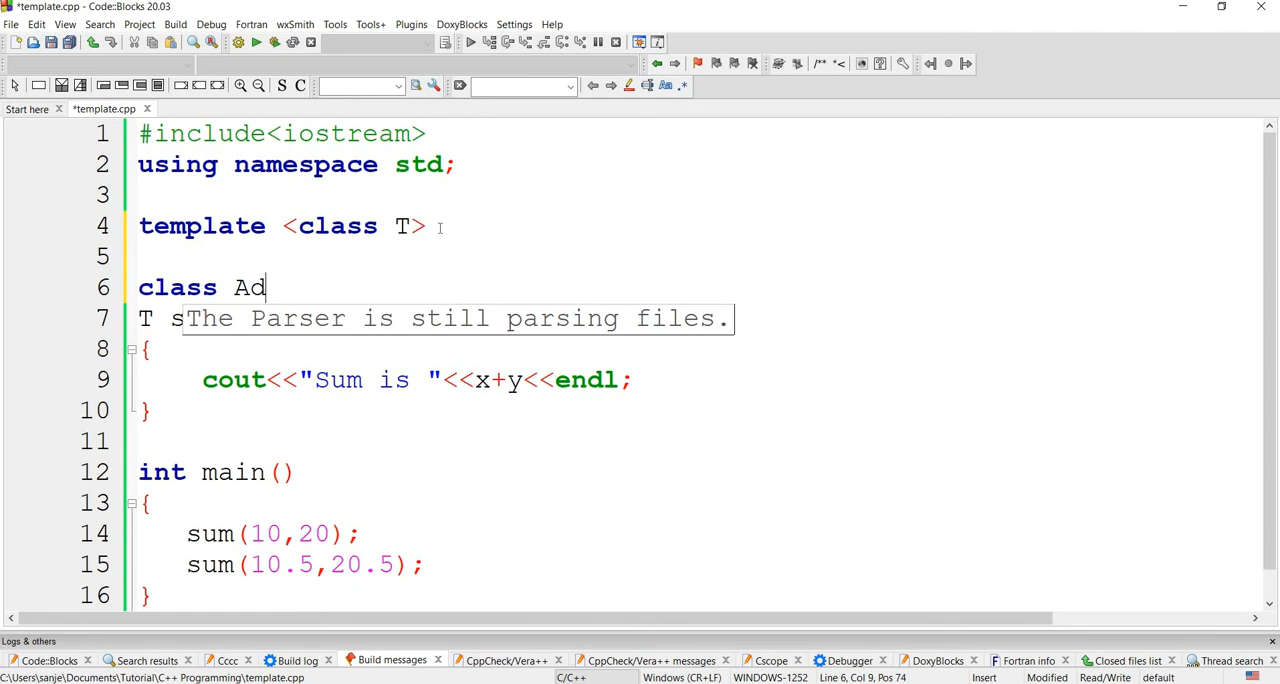 *template.cpp - Code::Blocks 20.03
File Edit View Search Project Build Debug Fortran wxSmith Tools Tools+ Plugins DoxyBlocks Settings Help
Start here *template.cpp
1 #include<iostream>
2 using namespace std;
3
4 template <class T>
5
6 class Ad
7 T s
The Parser is still parsing files.
8 {
9 cout<<"Sum is "<<x+y<<endl;
10 }
11
12 int main()
13 {
14 sum(10,20);
15 sum(10.5,20.5);
16 }
Logs & others
Code::Blocks Search results Cccc Build log Build messages CppCheck/Vera++ CppCheck/Vera++ messages Cscope Debugger DoxyBlocks Fortran info Closed files list Thread search
C:\Users\sanje\Documents\Tutorial\C++ Programming\template.cpp C/C++ Windows (CR+LF) WINDOWS-1252 Line 6, Col 9, Pos 74 Insert Modified Read/Write default